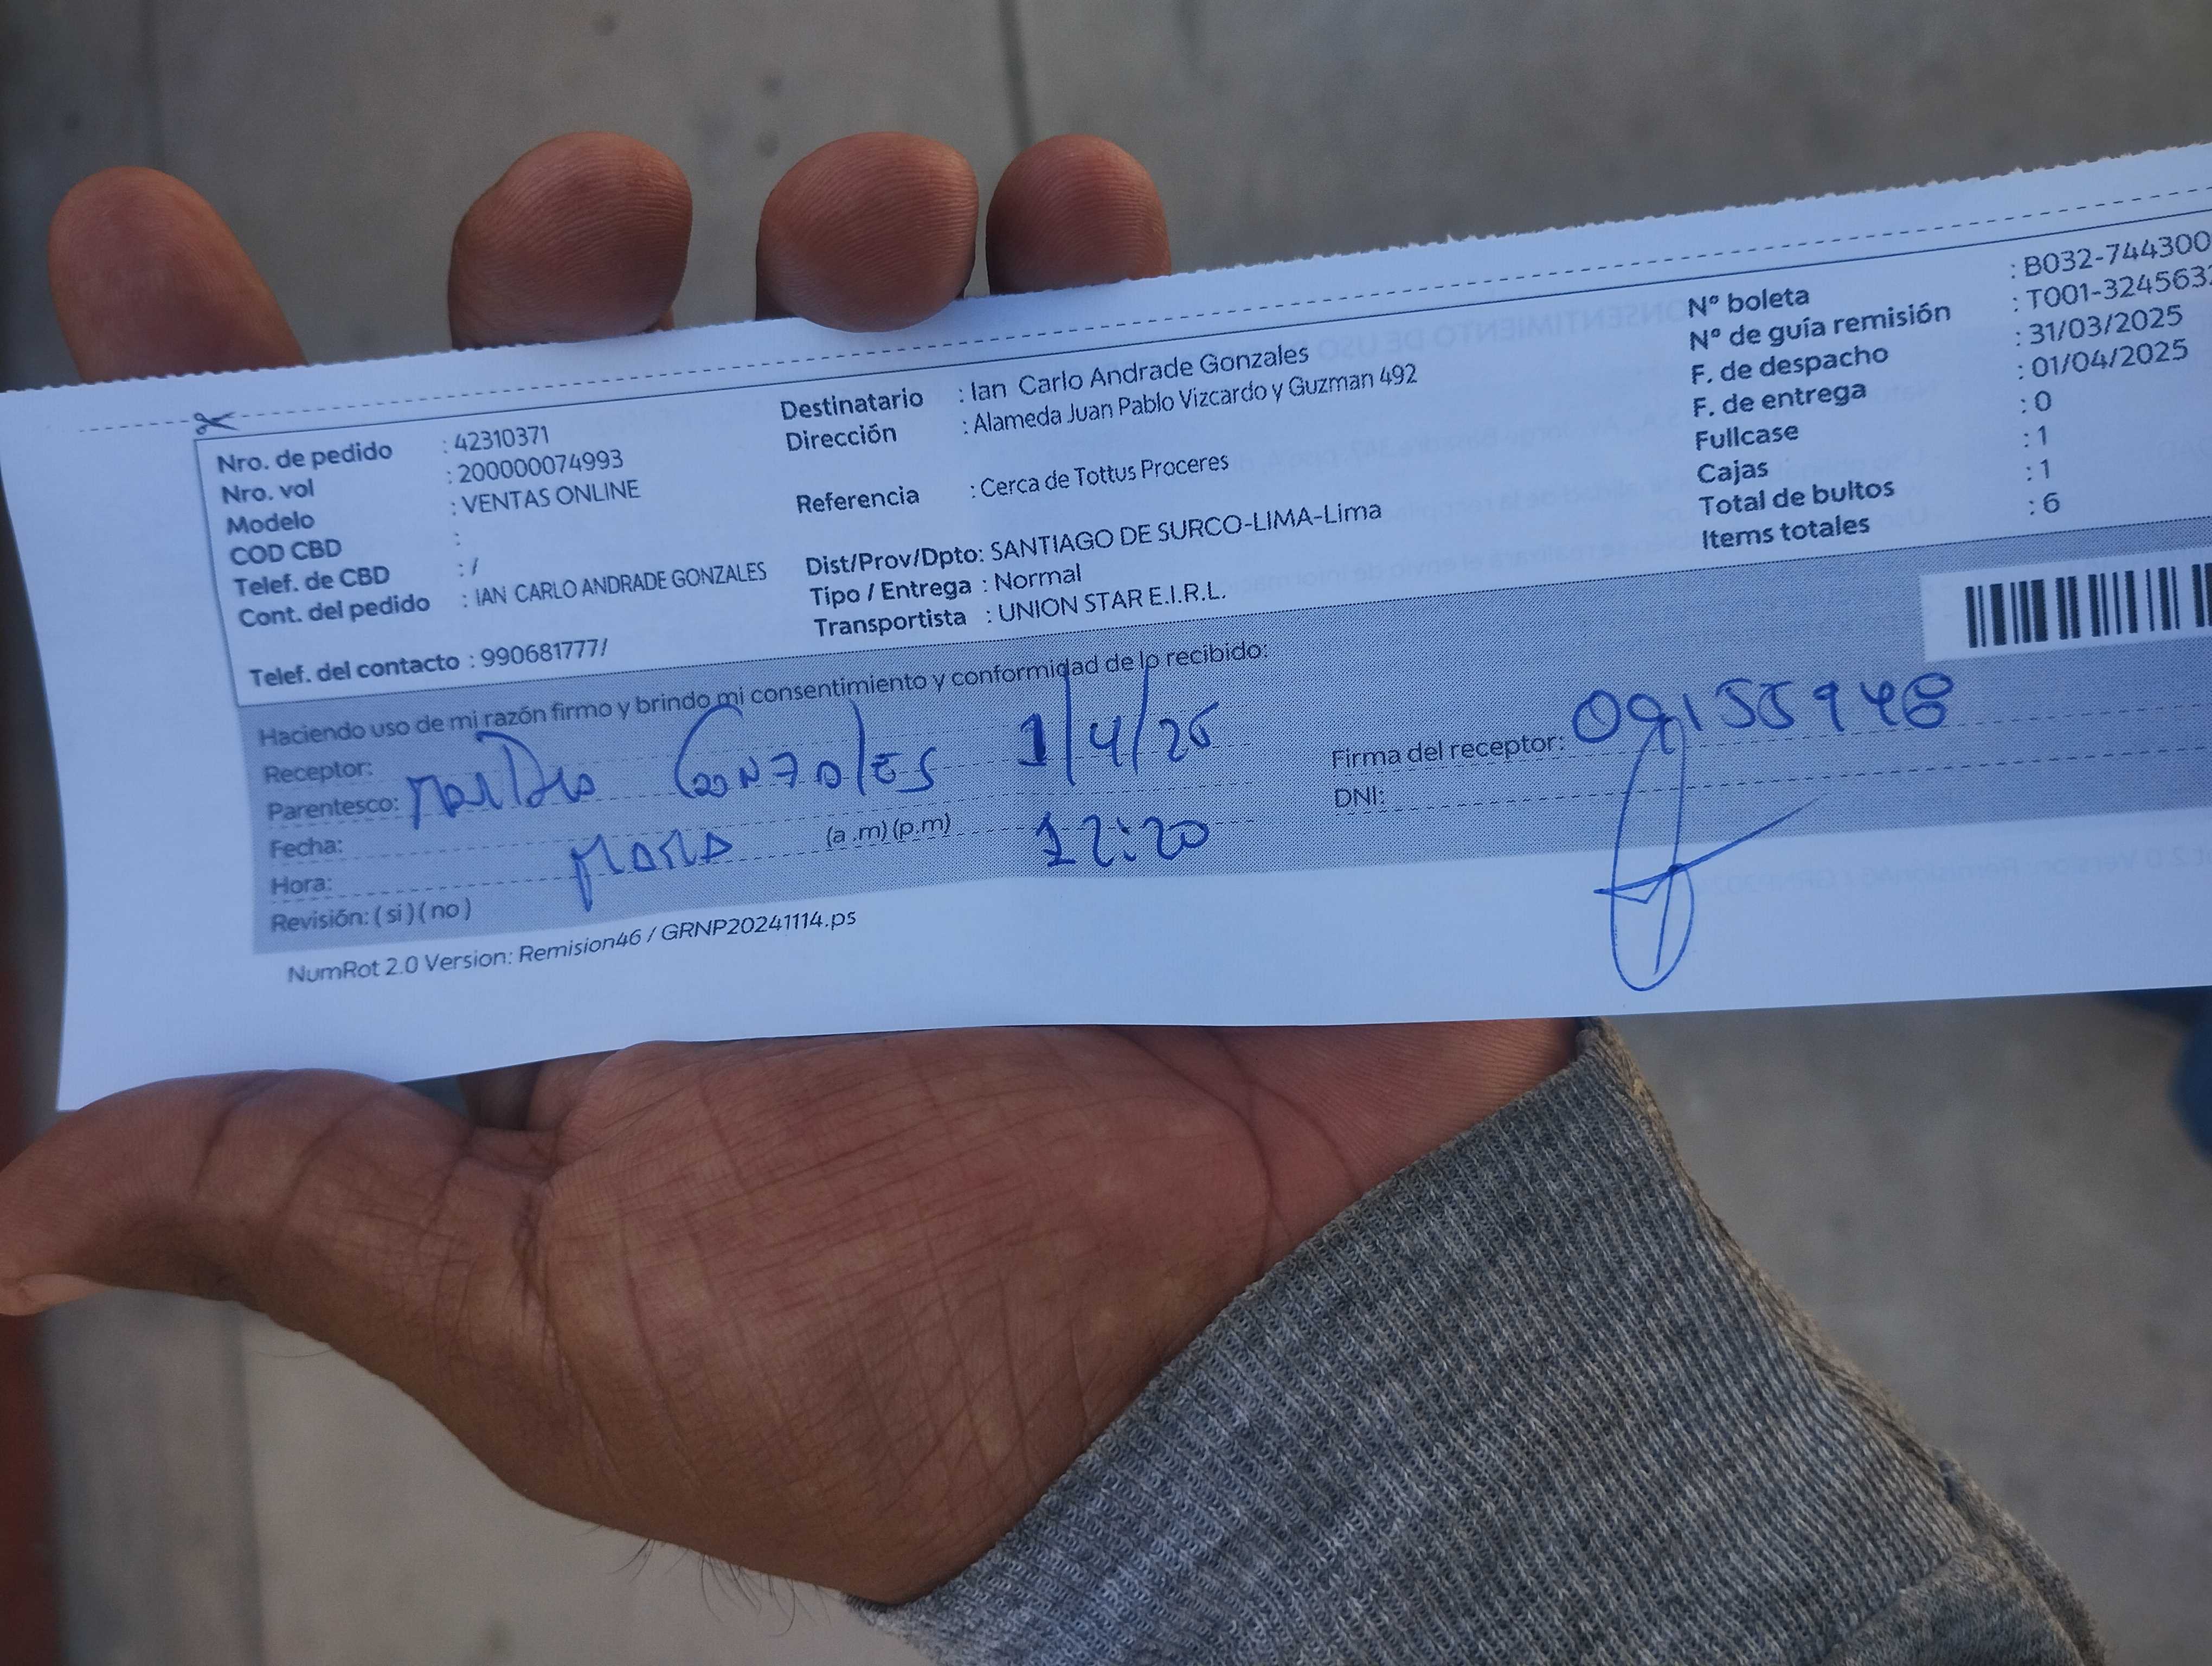 Nro. de pedido : 42310371
Nro. vol : 200000074993
Modelo : VENTAS ONLINE
COD CBD :
Telef. de CBD : /
Cont. del pedido : IAN CARLO ANDRADE GONZALES
Telef. del contacto : 990681777/
Destinatario : Ian Carlo Andrade Gonzales
Dirección : Alameda Juan Pablo Vizcardo y Guzman 492
Referencia : Cerca de Tottus Proceres
Dist/Prov/Dpto: SANTIAGO DE SURCO-LIMA-Lima
Tipo / Entrega : Normal
Transportista : UNION STAR E.I.R.L.
N° boleta : B032-744300
N° de guía remisión : T001-3245633
F. de despacho : 31/03/2025
F. de entrega : 01/04/2025
Fullcase : 0
Cajas : 1
Total de bultos : 1
Items totales : 6
Haciendo uso de mi razón firmo y brindo mi consentimiento y conformidad de lo recibido:
Receptor:
Parentesco: Gonzales 1/4/25
Fecha:
Hora: (a .m) (p.m) 12:20
Revisión: ( si ) ( no )
Firma del receptor: 09155948
DNI:
NumRot 2.0 Version: Remision46 / GRNP20241114.ps